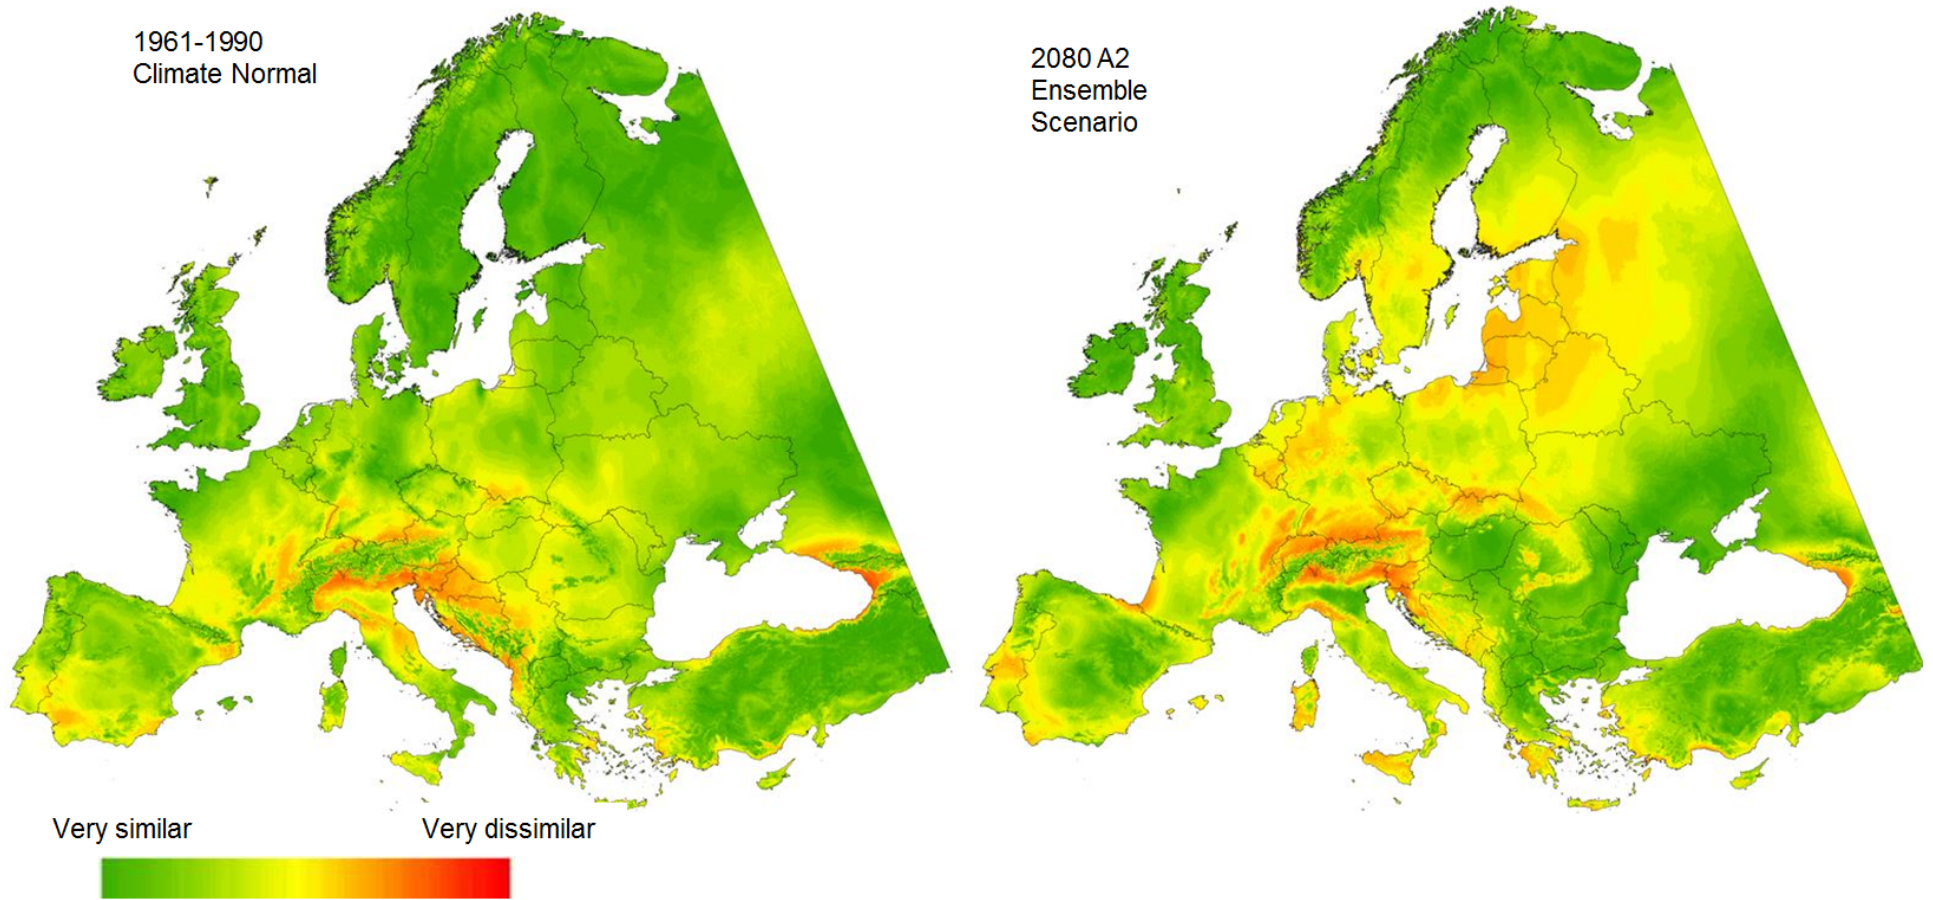 1961-1990
Climate Normal
2080 A2
Ensemble
Scenario
Very similar
Very dissimilar